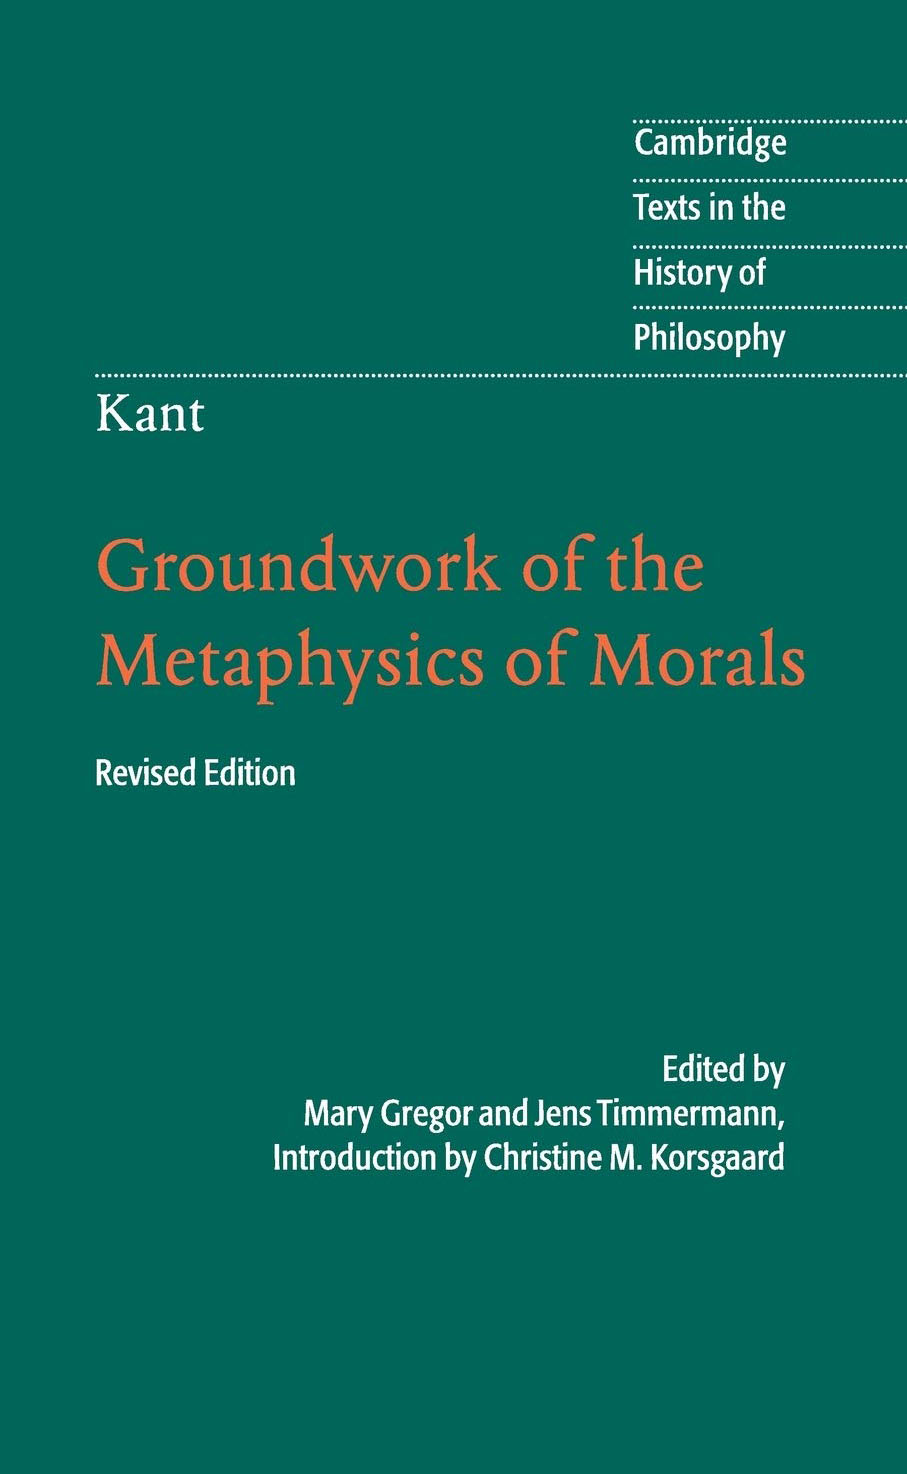 Cambridge
Texts in the
History of
Philosophy
Kant
Groundwork of the
Metaphysics of Morals
Revised Edition
Edited by
Mary Gregor and Jens Timmermann,
Introduction by Christine M. Korsgaard